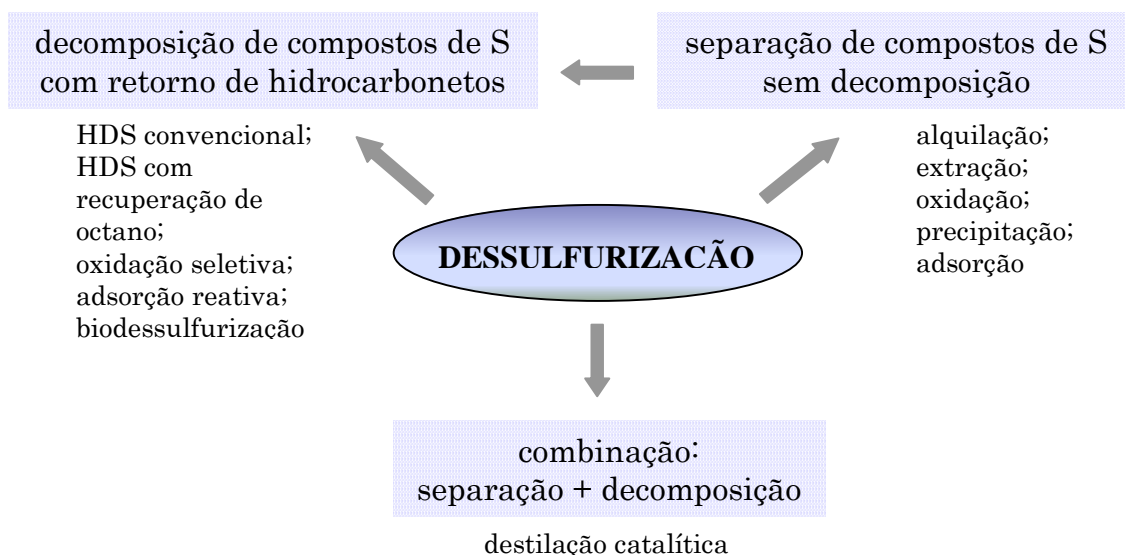 decomposição de compostos de S
com retorno de hidrocarbonetos
separação de compostos de S
sem decomposição
HDS convencional;
HDS com
recuperação de
octano;
oxidação seletiva;
adsorção reativa;
biodessulfurização
alquilação;
extração;
oxidação;
precipitação;
adsorção
DESSULFURIZACÃO
combinação:
separação + decomposição
destilação catalítica